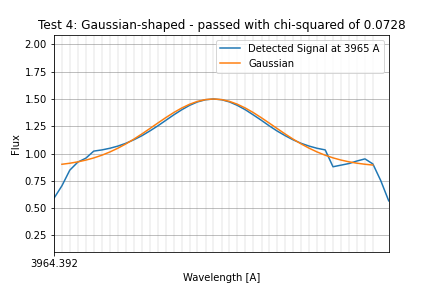 Test 4: Gaussian-shaped - passed with chi-squared of 0.0728
2.00
1.75
1.50
1.25
1.00
0.75
0.50
0.25
Flux
Detected Signal at 3965 A
Gaussian
3964.392
Wavelength [A]